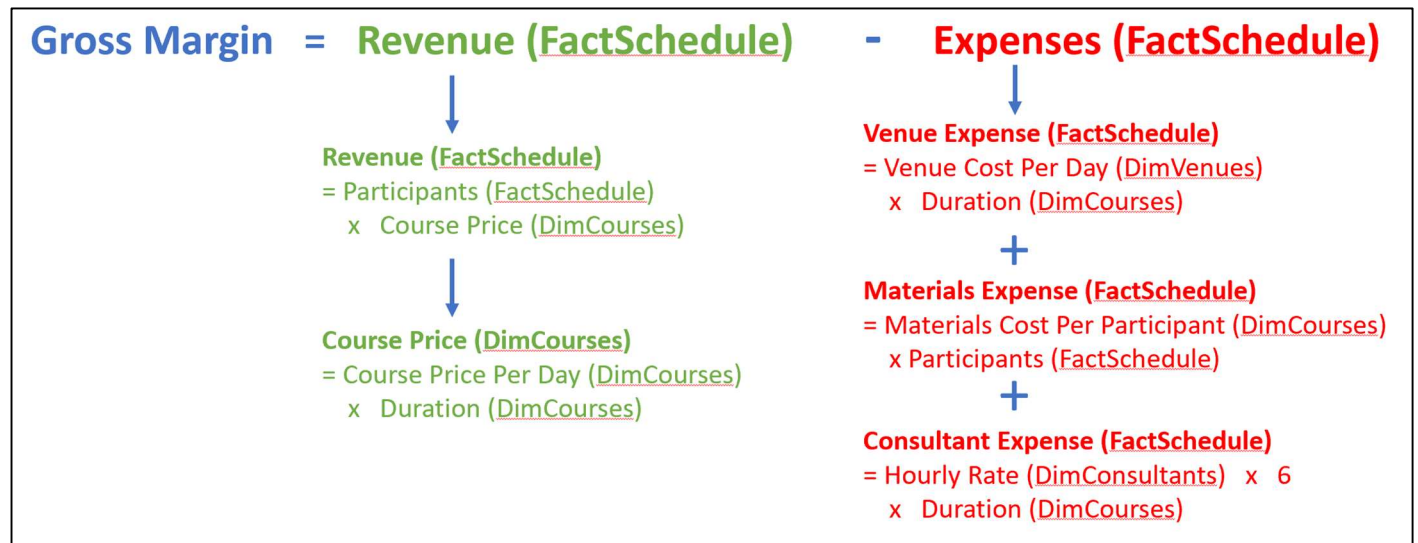 Gross Margin = Revenue (FactSchedule) - Expenses (FactSchedule)
Revenue (FactSchedule)
= Participants (FactSchedule)
x Course Price (DimCourses)
Course Price (DimCourses)
= Course Price Per Day (DimCourses)
x Duration (DimCourses)
Venue Expense (FactSchedule)
= Venue Cost Per Day (DimVenues)
x Duration (DimCourses)
+
Materials Expense (FactSchedule)
= Materials Cost Per Participant (DimCourses)
x Participants (FactSchedule)
+
Consultant Expense (FactSchedule)
= Hourly Rate (DimConsultants) x 6
x Duration (DimCourses)